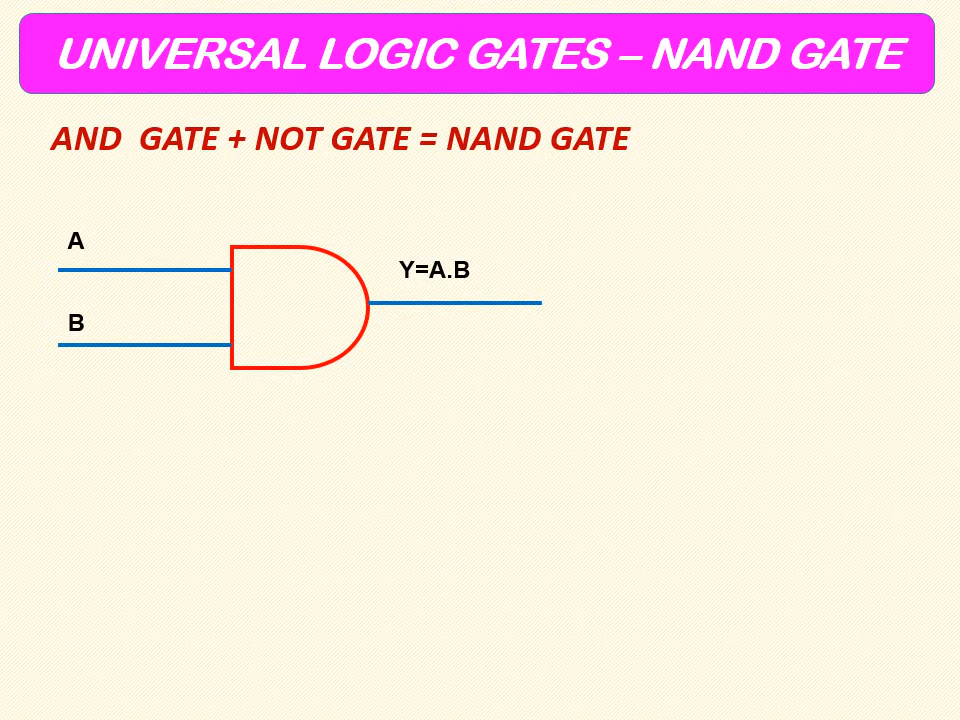 UNIVERSAL LOGIC GATES – NAND GATE
AND GATE + NOT GATE = NAND GATE
A
Y=A.B
B